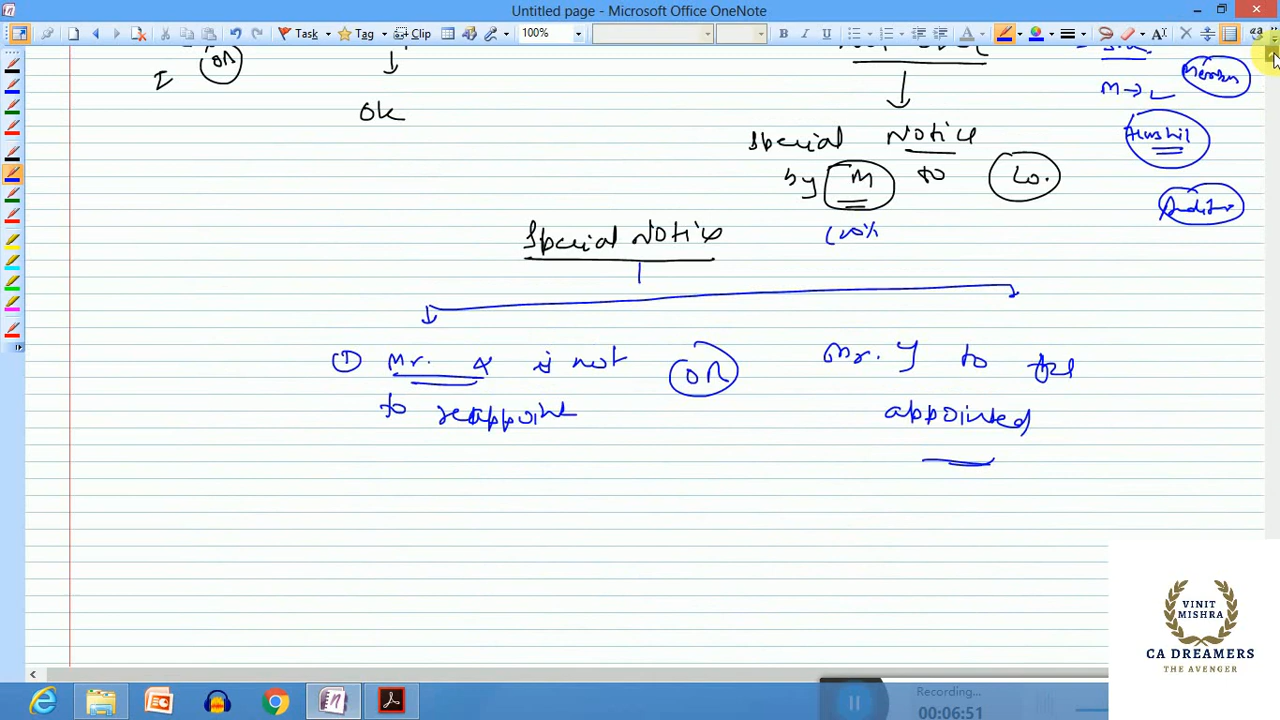 Untitled page - Microsoft Office OneNote
Task
Tag
Clip
100%
B I U
I
OR
OK
Special Notice
by M to Co.
M →
Members
Auditor
Special Notice
① Mr. X is not
to reappoint
OR
Mr. Y to be
appointed
VINIT
MISHRA
CA DREAMERS
THE AVENGER
Recording...
00:06:51